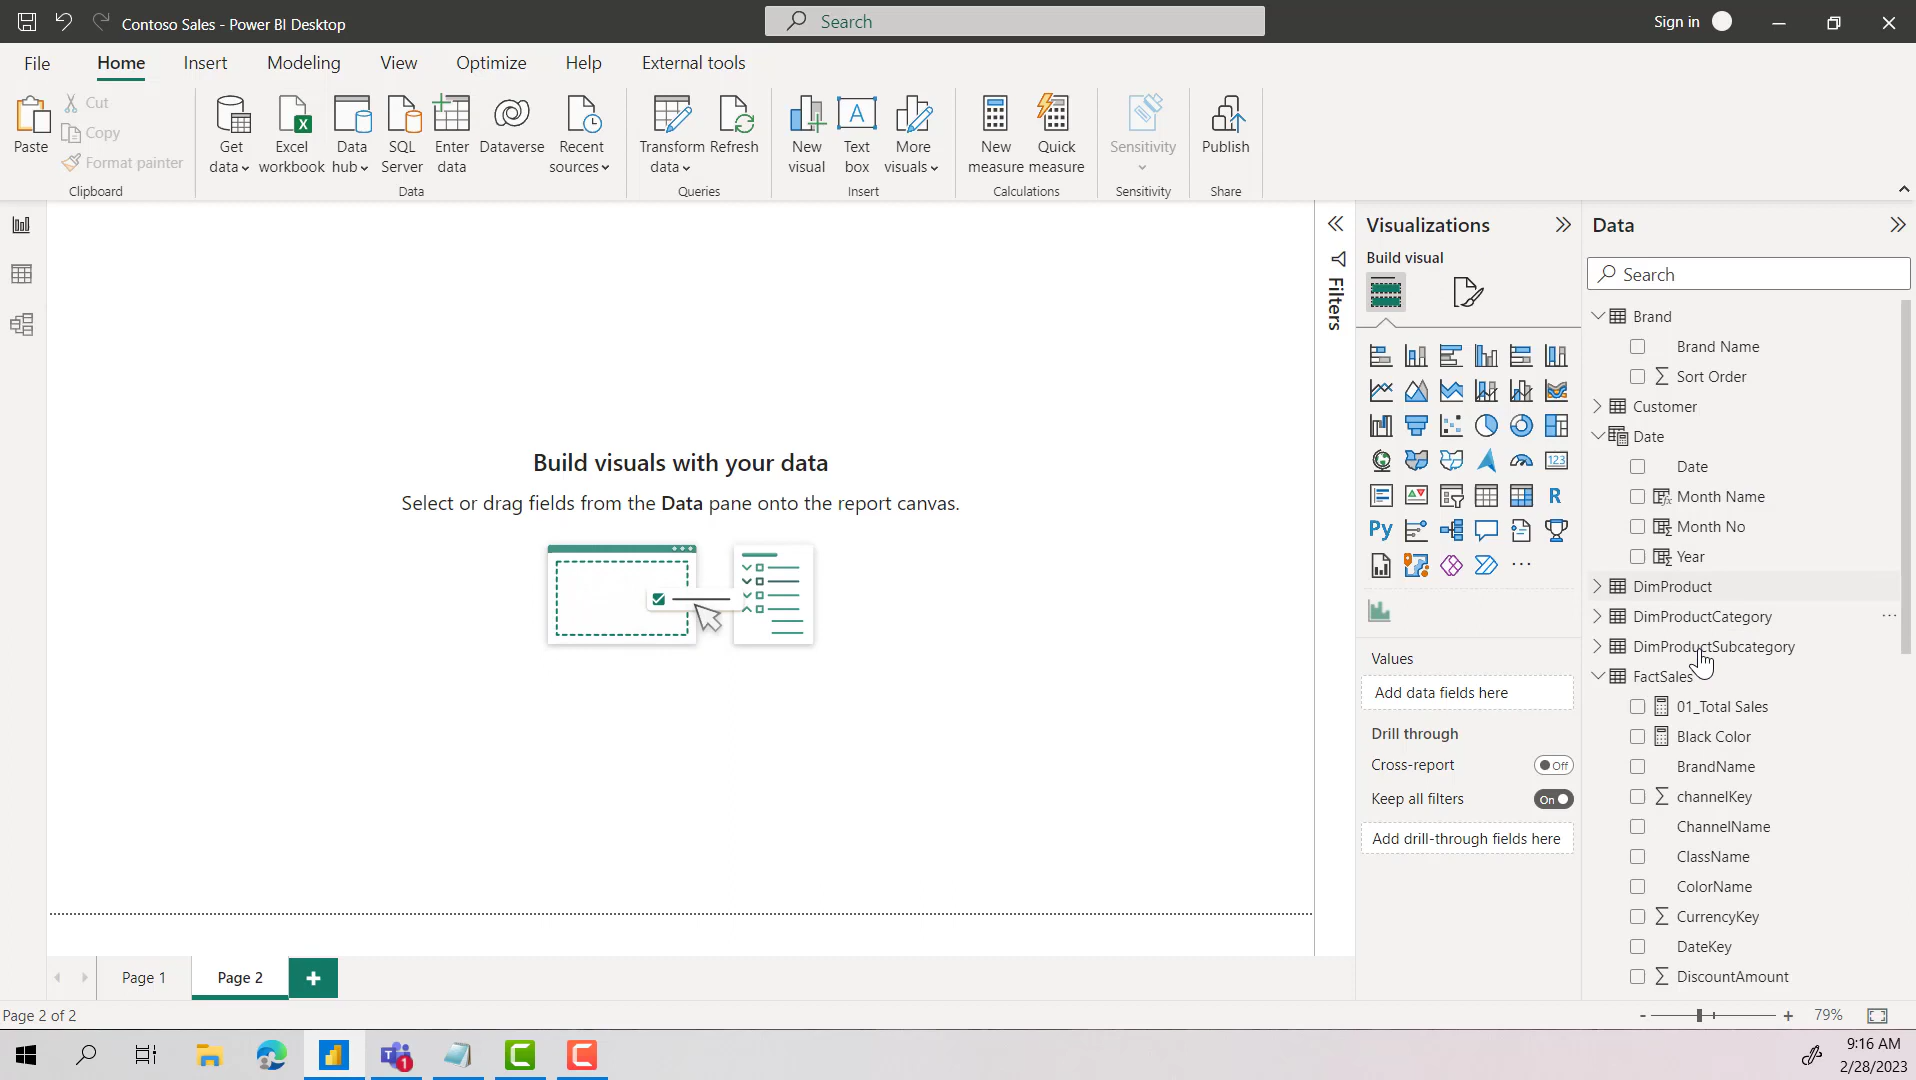 Contoso Sales - Power BI Desktop
Search
Sign in
File
Home
Insert
Modeling
View
Optimize
Help
External tools
Paste
Cut
Copy
Format painter
Clipboard
Get data
Excel workbook
Data hub
SQL Server
Enter data
Dataverse
Recent sources
Data
Transform data
Refresh
Queries
New visual
Text box
More visuals
Insert
New measure
Quick measure
Calculations
Sensitivity
Sensitivity
Publish
Share
Build visuals with your data
Select or drag fields from the Data pane onto the report canvas.
Filters
Visualizations
Build visual
123
R
Py
Values
Add data fields here
Drill through
Cross-report
Off
Keep all filters
On
Add drill-through fields here
Data
Search
Brand
Brand Name
Sort Order
Customer
Date
Date
Month Name
Month No
Year
DimProduct
DimProductCategory
DimProductSubcategory
FactSales
01_Total Sales
Black Color
BrandName
channelKey
ChannelName
ClassName
ColorName
CurrencyKey
DateKey
DiscountAmount
Page 1
Page 2
Page 2 of 2
79%
1
9:16 AM
2/28/2023